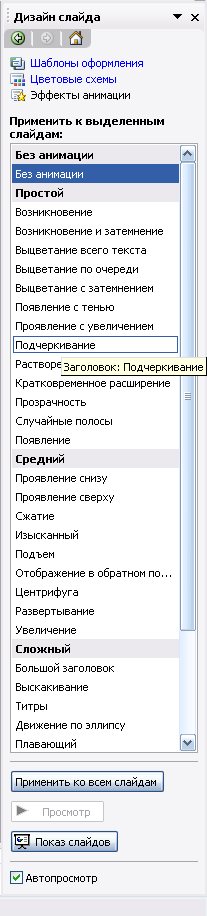 Дизайн слайда
Шаблоны оформления
Цветовые схемы
Эффекты анимации
Применить к выделенным
слайдам:
Без анимации
Без анимации
Простой
Возникновение
Возникновение и затемнение
Выцветание всего текста
Выцветание по очереди
Выцветание с затемнением
Появление с тенью
Проявление с увеличением
Подчеркивание
Заголовок: Подчеркивание
Кратковременное расширение
Прозрачность
Случайные полосы
Появление
Средний
Проявление снизу
Проявление сверху
Сжатие
Изысканный
Подъем
Отображение в обратном по...
Центрифуга
Развертывание
Увеличение
Сложный
Большой заголовок
Выскакивание
Титры
Движение по эллипсу
Плавающий
Применить ко всем слайдам
Просмотр
Показ слайдов
Автопросмотр